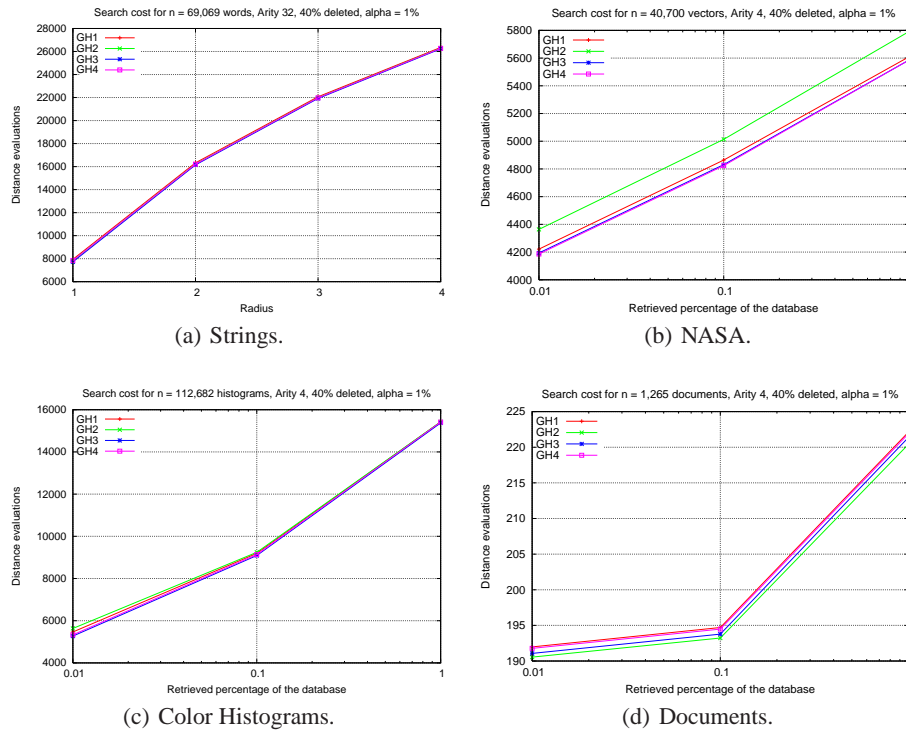 Search cost for n = 69,069 words, Arity 32, 40% deleted, alpha = 1%
28000
26000
24000
22000
20000
18000
16000
14000
12000
10000
8000
6000
GH1
GH2
GH3
GH4
Distance evaluations
1 2 3 4
Radius
(a) Strings.
Search cost for n = 40,700 vectors, Arity 4, 40% deleted, alpha = 1%
5800
5600
5400
5200
5000
4800
4600
4400
4200
4000
GH1
GH2
GH3
GH4
Distance evaluations
0.01 0.1
Retrieved percentage of the database
(b) NASA.
Search cost for n = 112,682 histograms, Arity 4, 40% deleted, alpha = 1%
16000
14000
12000
10000
8000
6000
4000
GH1
GH2
GH3
GH4
Distance evaluations
0.01 0.1 1
Retrieved percentage of the database
(c) Color Histograms.
Search cost for n = 1,265 documents, Arity 4, 40% deleted, alpha = 1%
225
220
215
210
205
200
195
190
GH1
GH2
GH3
GH4
Distance evaluations
0.01 0.1
Retrieved percentage of the database
(d) Documents.